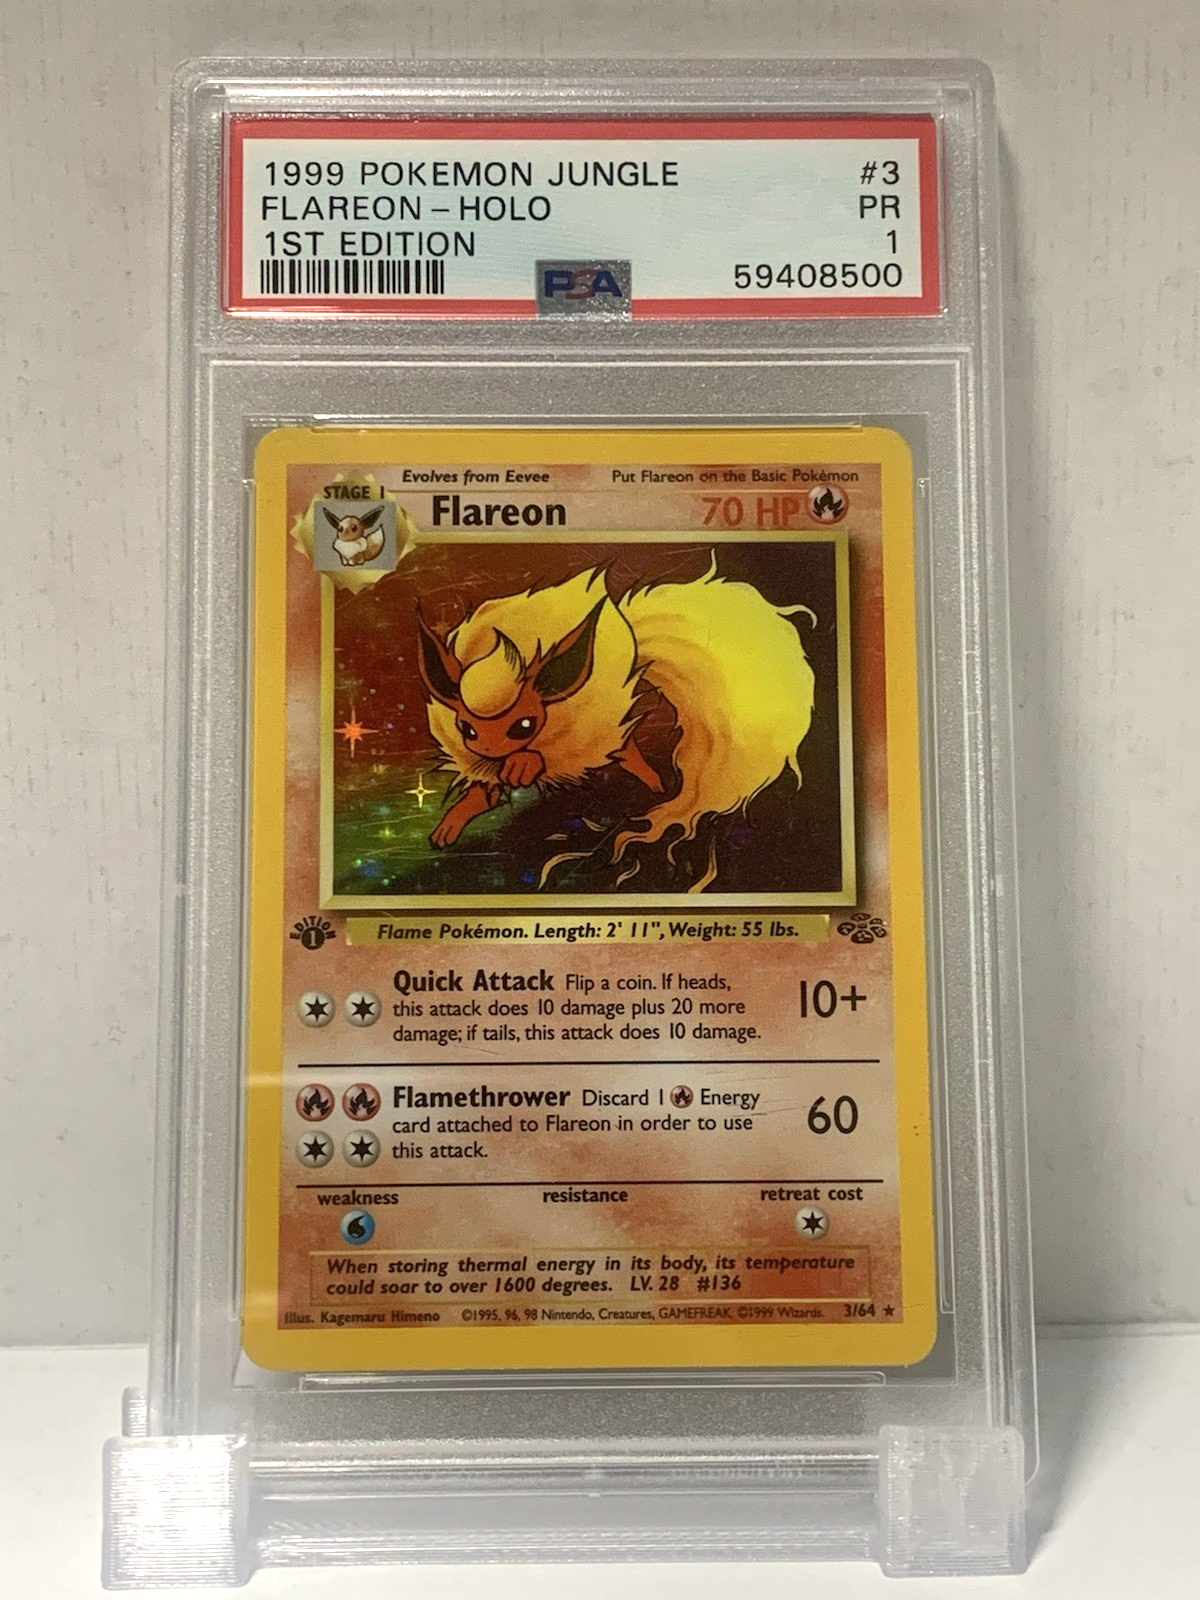 1999 POKEMON JUNGLE #3
FLAREON - HOLO PR
1ST EDITION 1
59408500
PSA
Evolves from Eevee Put Flareon on the Basic Pokémon
STAGE 1
Flareon 70 HP
EDITION
1
Flame Pokémon. Length: 2' 11", Weight: 55 lbs.
Quick Attack Flip a coin. If heads,
this attack does 10 damage plus 20 more
damage; if tails, this attack does 10 damage.
10+
Flamethrower Discard 1 Energy
card attached to Flareon in order to use
this attack.
60
weakness resistance retreat cost
When storing thermal energy in its body, its temperature
could soar to over 1600 degrees. LV. 28 #136
Illus. Kagemaru Himeno ©1995, 96, 98 Nintendo, Creatures, GAMEFREAK. ©1999 Wizards. 3/64 ★